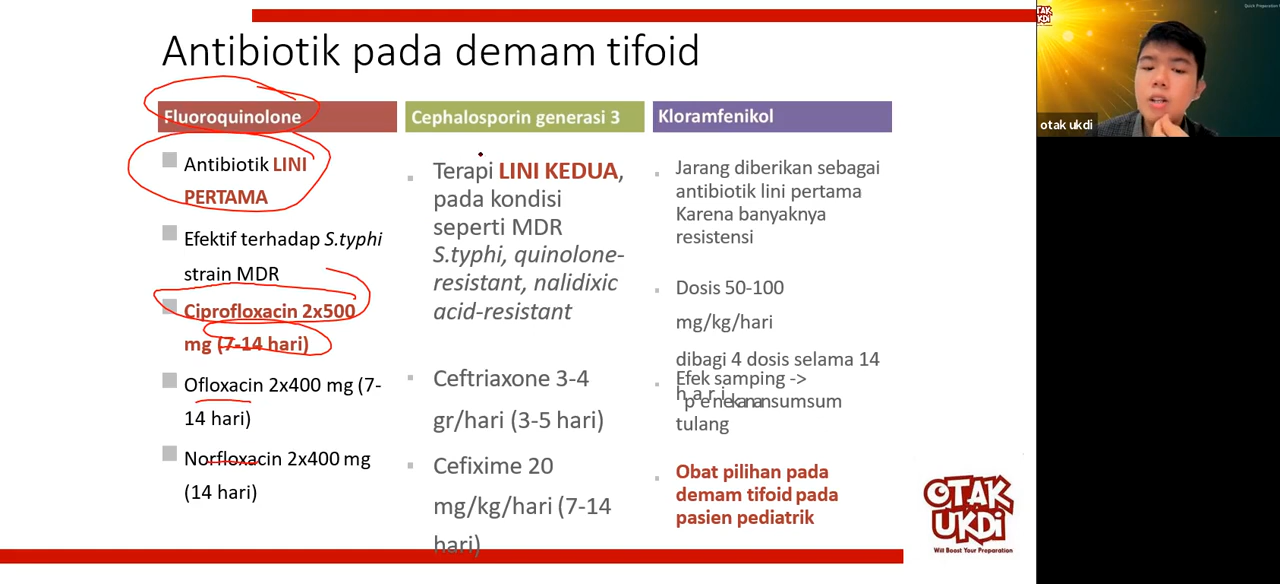 Antibiotik pada demam tifoid
Fluoroquinolone
Antibiotik LINI
PERTAMA
Efektif terhadap S.typhi
strain MDR
Ciprofloxacin 2x500
mg (7-14 hari)
Ofloxacin 2x400 mg (7-
14 hari)
Norfloxacin 2x400 mg
(14 hari)
Cephalosporin generasi 3
Terapi LINI KEDUA,
pada kondisi
seperti MDR
S.typhi, quinolone-
resistant, nalidixic
acid-resistant
Ceftriaxone 3-4
gr/hari (3-5 hari)
Cefixime 20
mg/kg/hari (7-14
hari)
Kloramfenikol
Jarang diberikan sebagai
antibiotik lini pertama
Karena banyaknya
resistensi
Dosis 50-100
mg/kg/hari
dibagi 4 dosis selama 14
hari
Efek samping ->
penekanan sumsum
tulang
Obat pilihan pada
demam tifoid pada
pasien pediatrik
OTAK
UKDI
Will Boost Your Preparation
OTAK
UKDI
otak ukdi